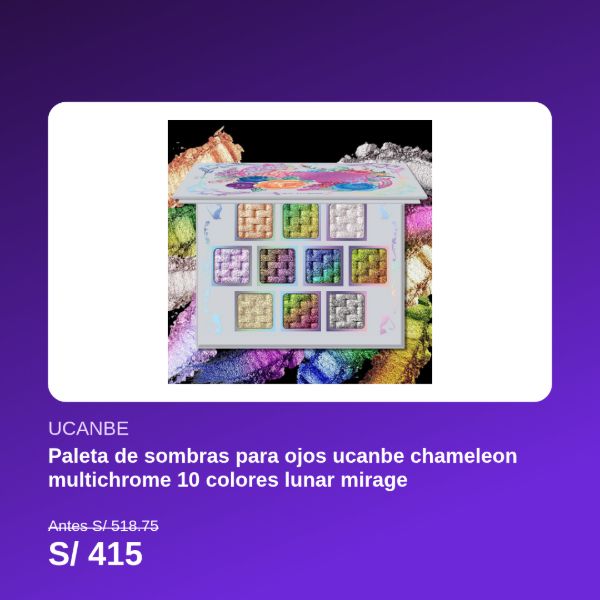 UCANBE
Paleta de sombras para ojos ucanbe chameleon
multichrome 10 colores lunar mirage
Antes S/ 518.75
S/ 415